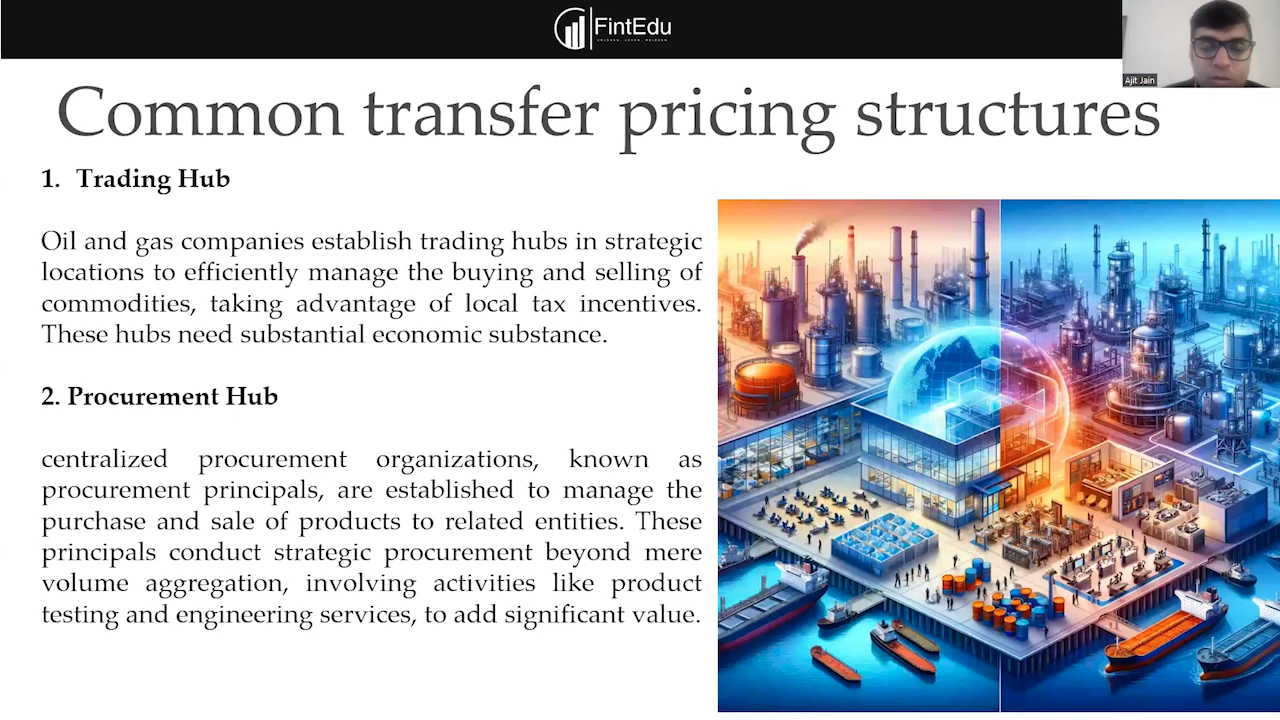 FintEdu
Ajit Jain
Common transfer pricing structures
1. Trading Hub
Oil and gas companies establish trading hubs in strategic
locations to efficiently manage the buying and selling of
commodities, taking advantage of local tax incentives.
These hubs need substantial economic substance.
2. Procurement Hub
centralized procurement organizations, known as
procurement principals, are established to manage the
purchase and sale of products to related entities. These
principals conduct strategic procurement beyond mere
volume aggregation, involving activities like product
testing and engineering services, to add significant value.